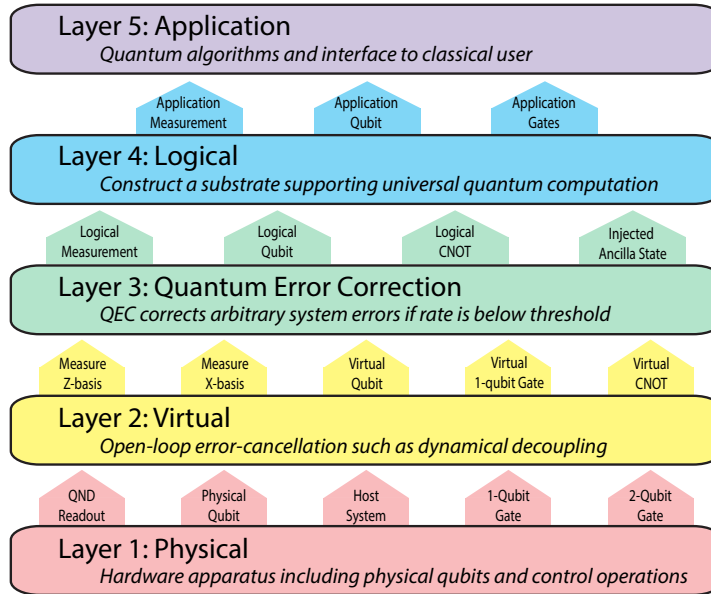 Layer 5: Application
Quantum algorithms and interface to classical user
Application
Measurement
Application
Qubit
Application
Gates
Layer 4: Logical
Construct a substrate supporting universal quantum computation
Logical
Measurement
Logical
Qubit
Logical
CNOT
Injected
Ancilla State
Layer 3: Quantum Error Correction
QEC corrects arbitrary system errors if rate is below threshold
Measure
Z-basis
Measure
X-basis
Virtual
Qubit
Virtual
1-qubit Gate
Virtual
CNOT
Layer 2: Virtual
Open-loop error-cancellation such as dynamical decoupling
QND
Readout
Physical
Qubit
Host
System
1-Qubit
Gate
2-Qubit
Gate
Layer 1: Physical
Hardware apparatus including physical qubits and control operations